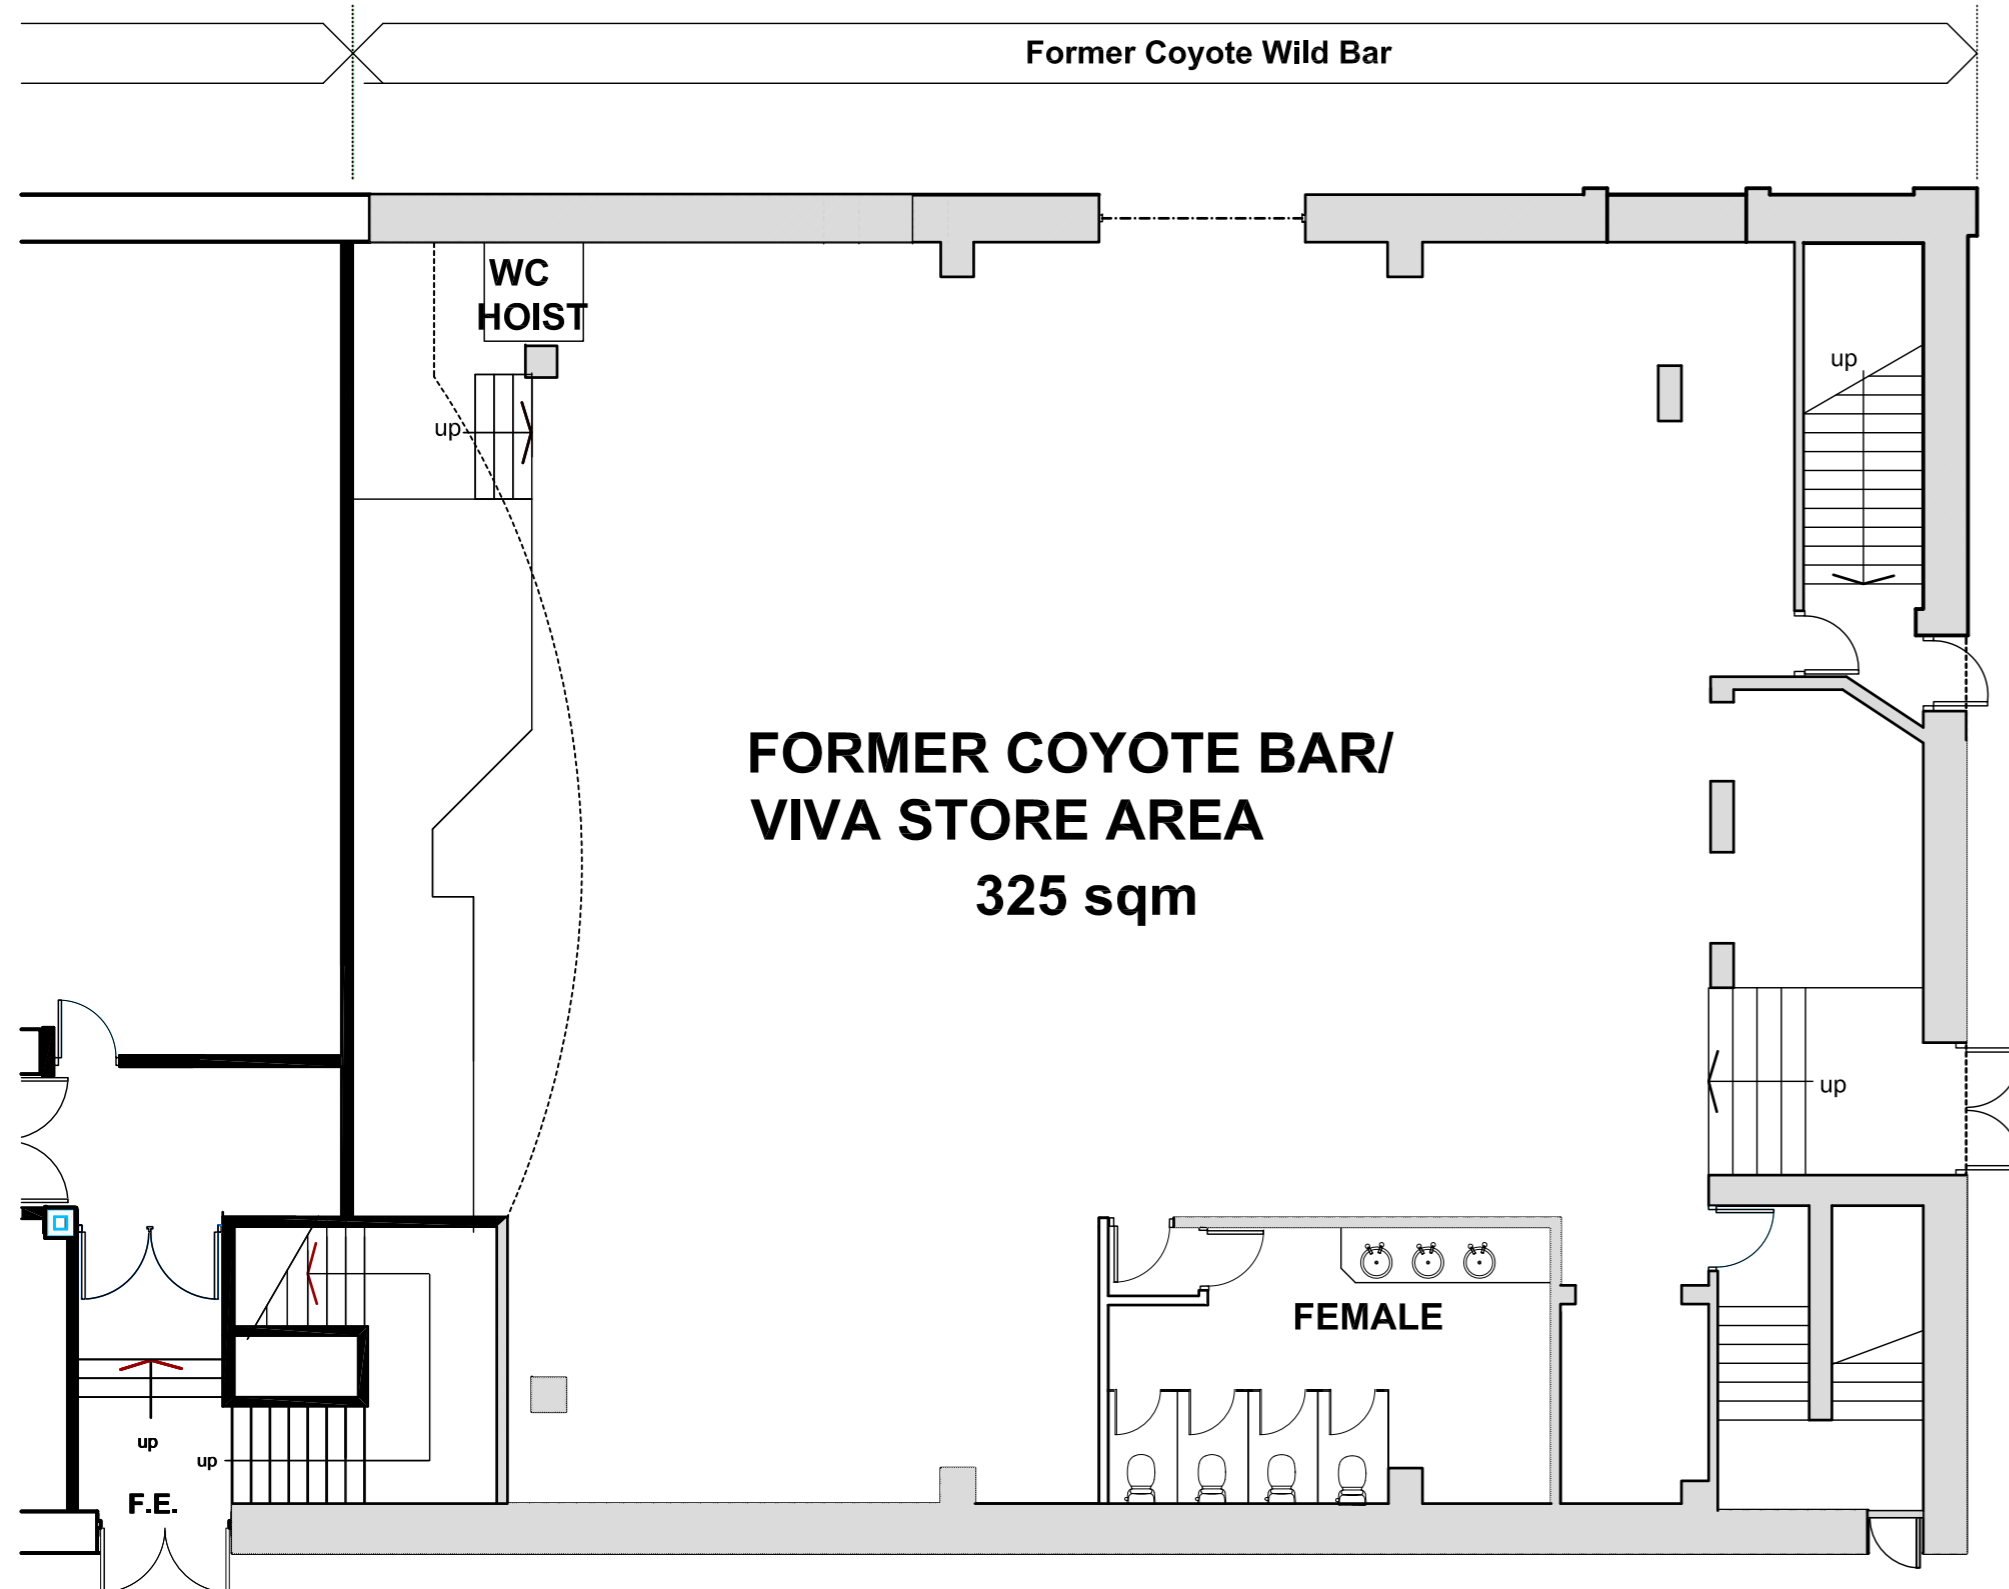 Former Coyote Wild Bar
WC
HOIST
up
up
FORMER COYOTE BAR/
VIVA STORE AREA
325 sqm
up
FEMALE
up
up
F.E.